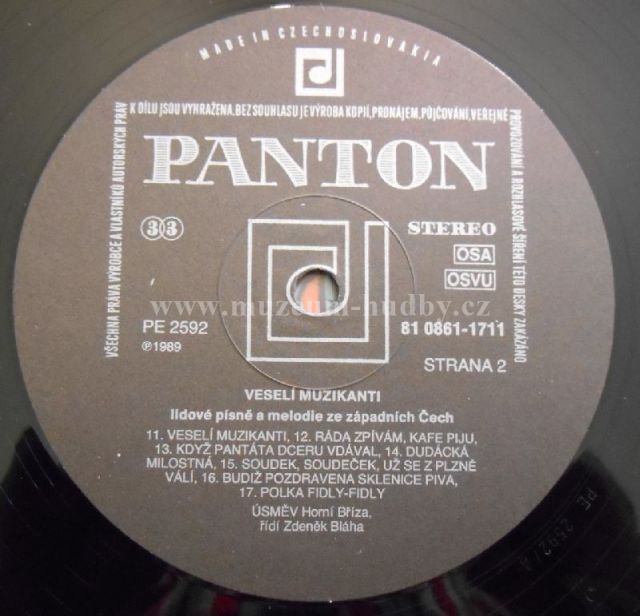 MADE IN CZECHOSLOVAKIA
VŠECHNA PRÁVA VÝROBCE A VLASTNÍKŮ AUTORSKÝCH PRÁV
K DÍLU JSOU VYHRAŽENA. BEZ SOUHLASU JE VÝROBA KOPIÍ, PRONÁJEM, PŮJČOVÁNÍ, VEŘEJNÉ
PROVOZOVÁNÍ A ROZHLASOVÉ ŠÍŘENÍ TÉTO DESKY ZAKÁZÁNO
PANTON
33
STEREO
OSA
OSVU
www.muzeum-hudby.cz
PE 2592
81 0861-1711
℗1989
STRANA 2
VESELÍ MUZIKANTI
lidové písně a melodie ze západních Čech
11. VESELÍ MUZIKANTI, 12. RÁDA ZPÍVÁM, KAFE PIJU,
13. KDYŽ PANTÁTA DCERU VDÁVAL, 14. DUDÁCKÁ
MILOSTNÁ, 15. SOUDEK, SOUDEČEK, UŽ SE Z PLZNĚ
VÁLÍ, 16. BUDIŽ POZDRAVENA SKLENICE PIVA,
17. POLKA FIDLY-FIDLY
ÚSMĚV Horní Bříza,
řídí Zdeněk Bláha
PE 2592/A